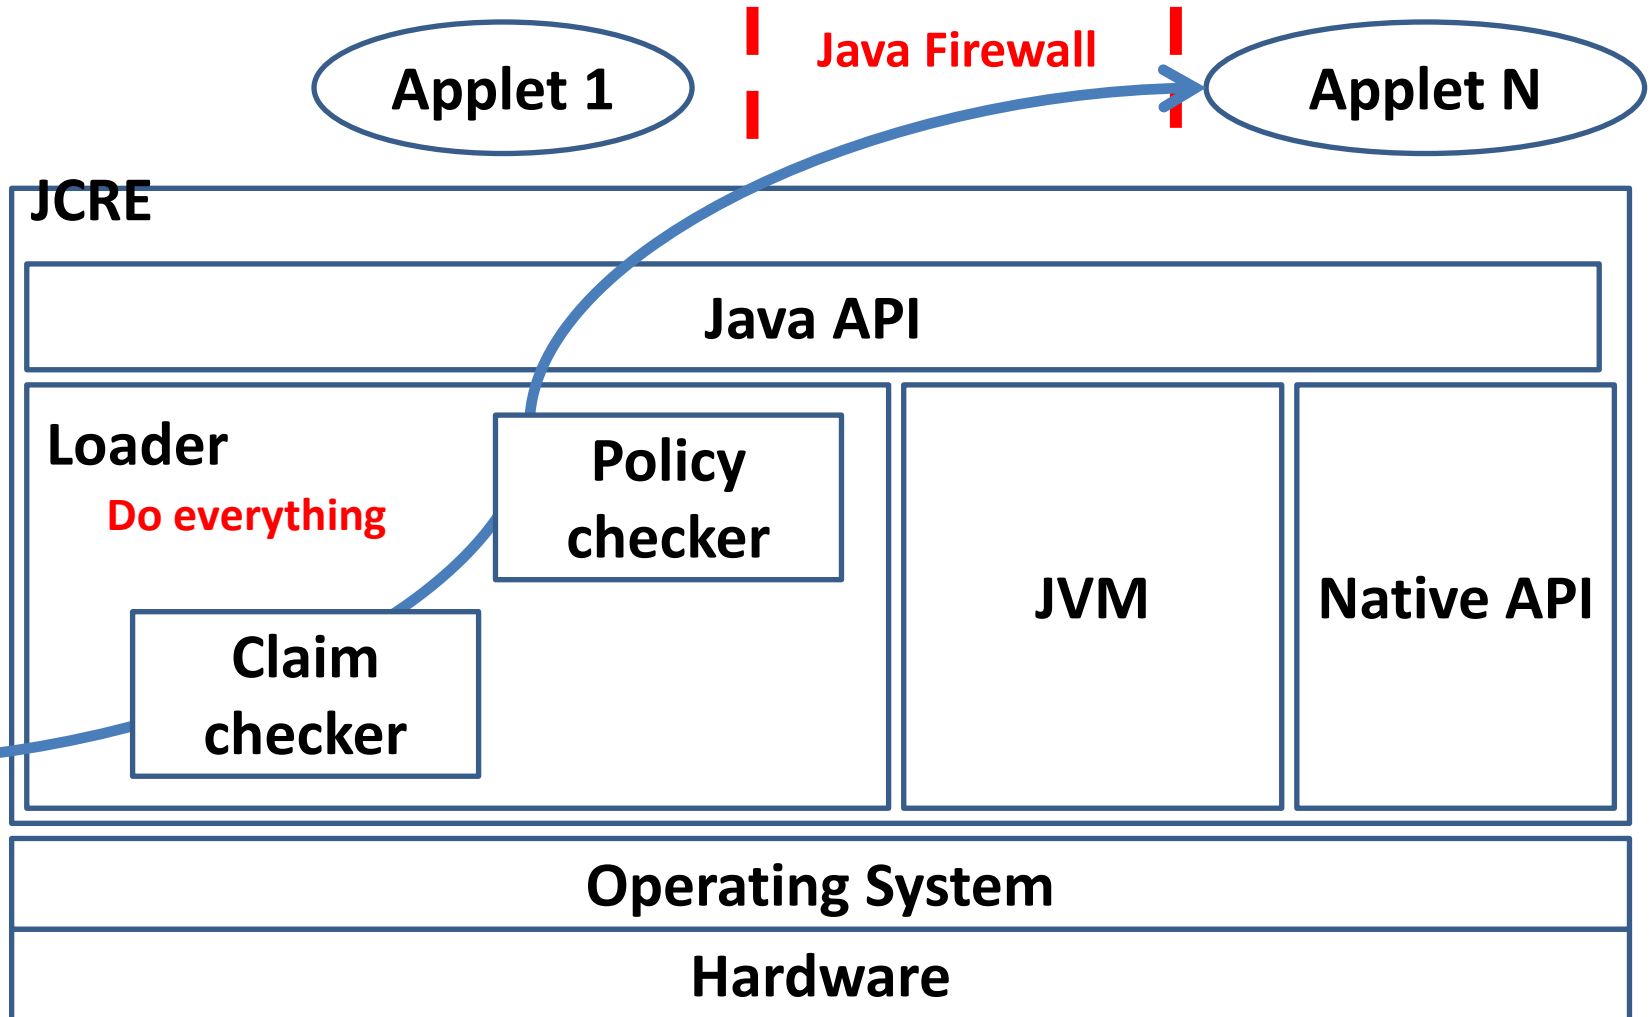 Java Firewall
Applet 1
Applet N
JCRE
Java API
Loader
Do everything
Policy
checker
Claim
checker
JVM
Native API
Operating System
Hardware